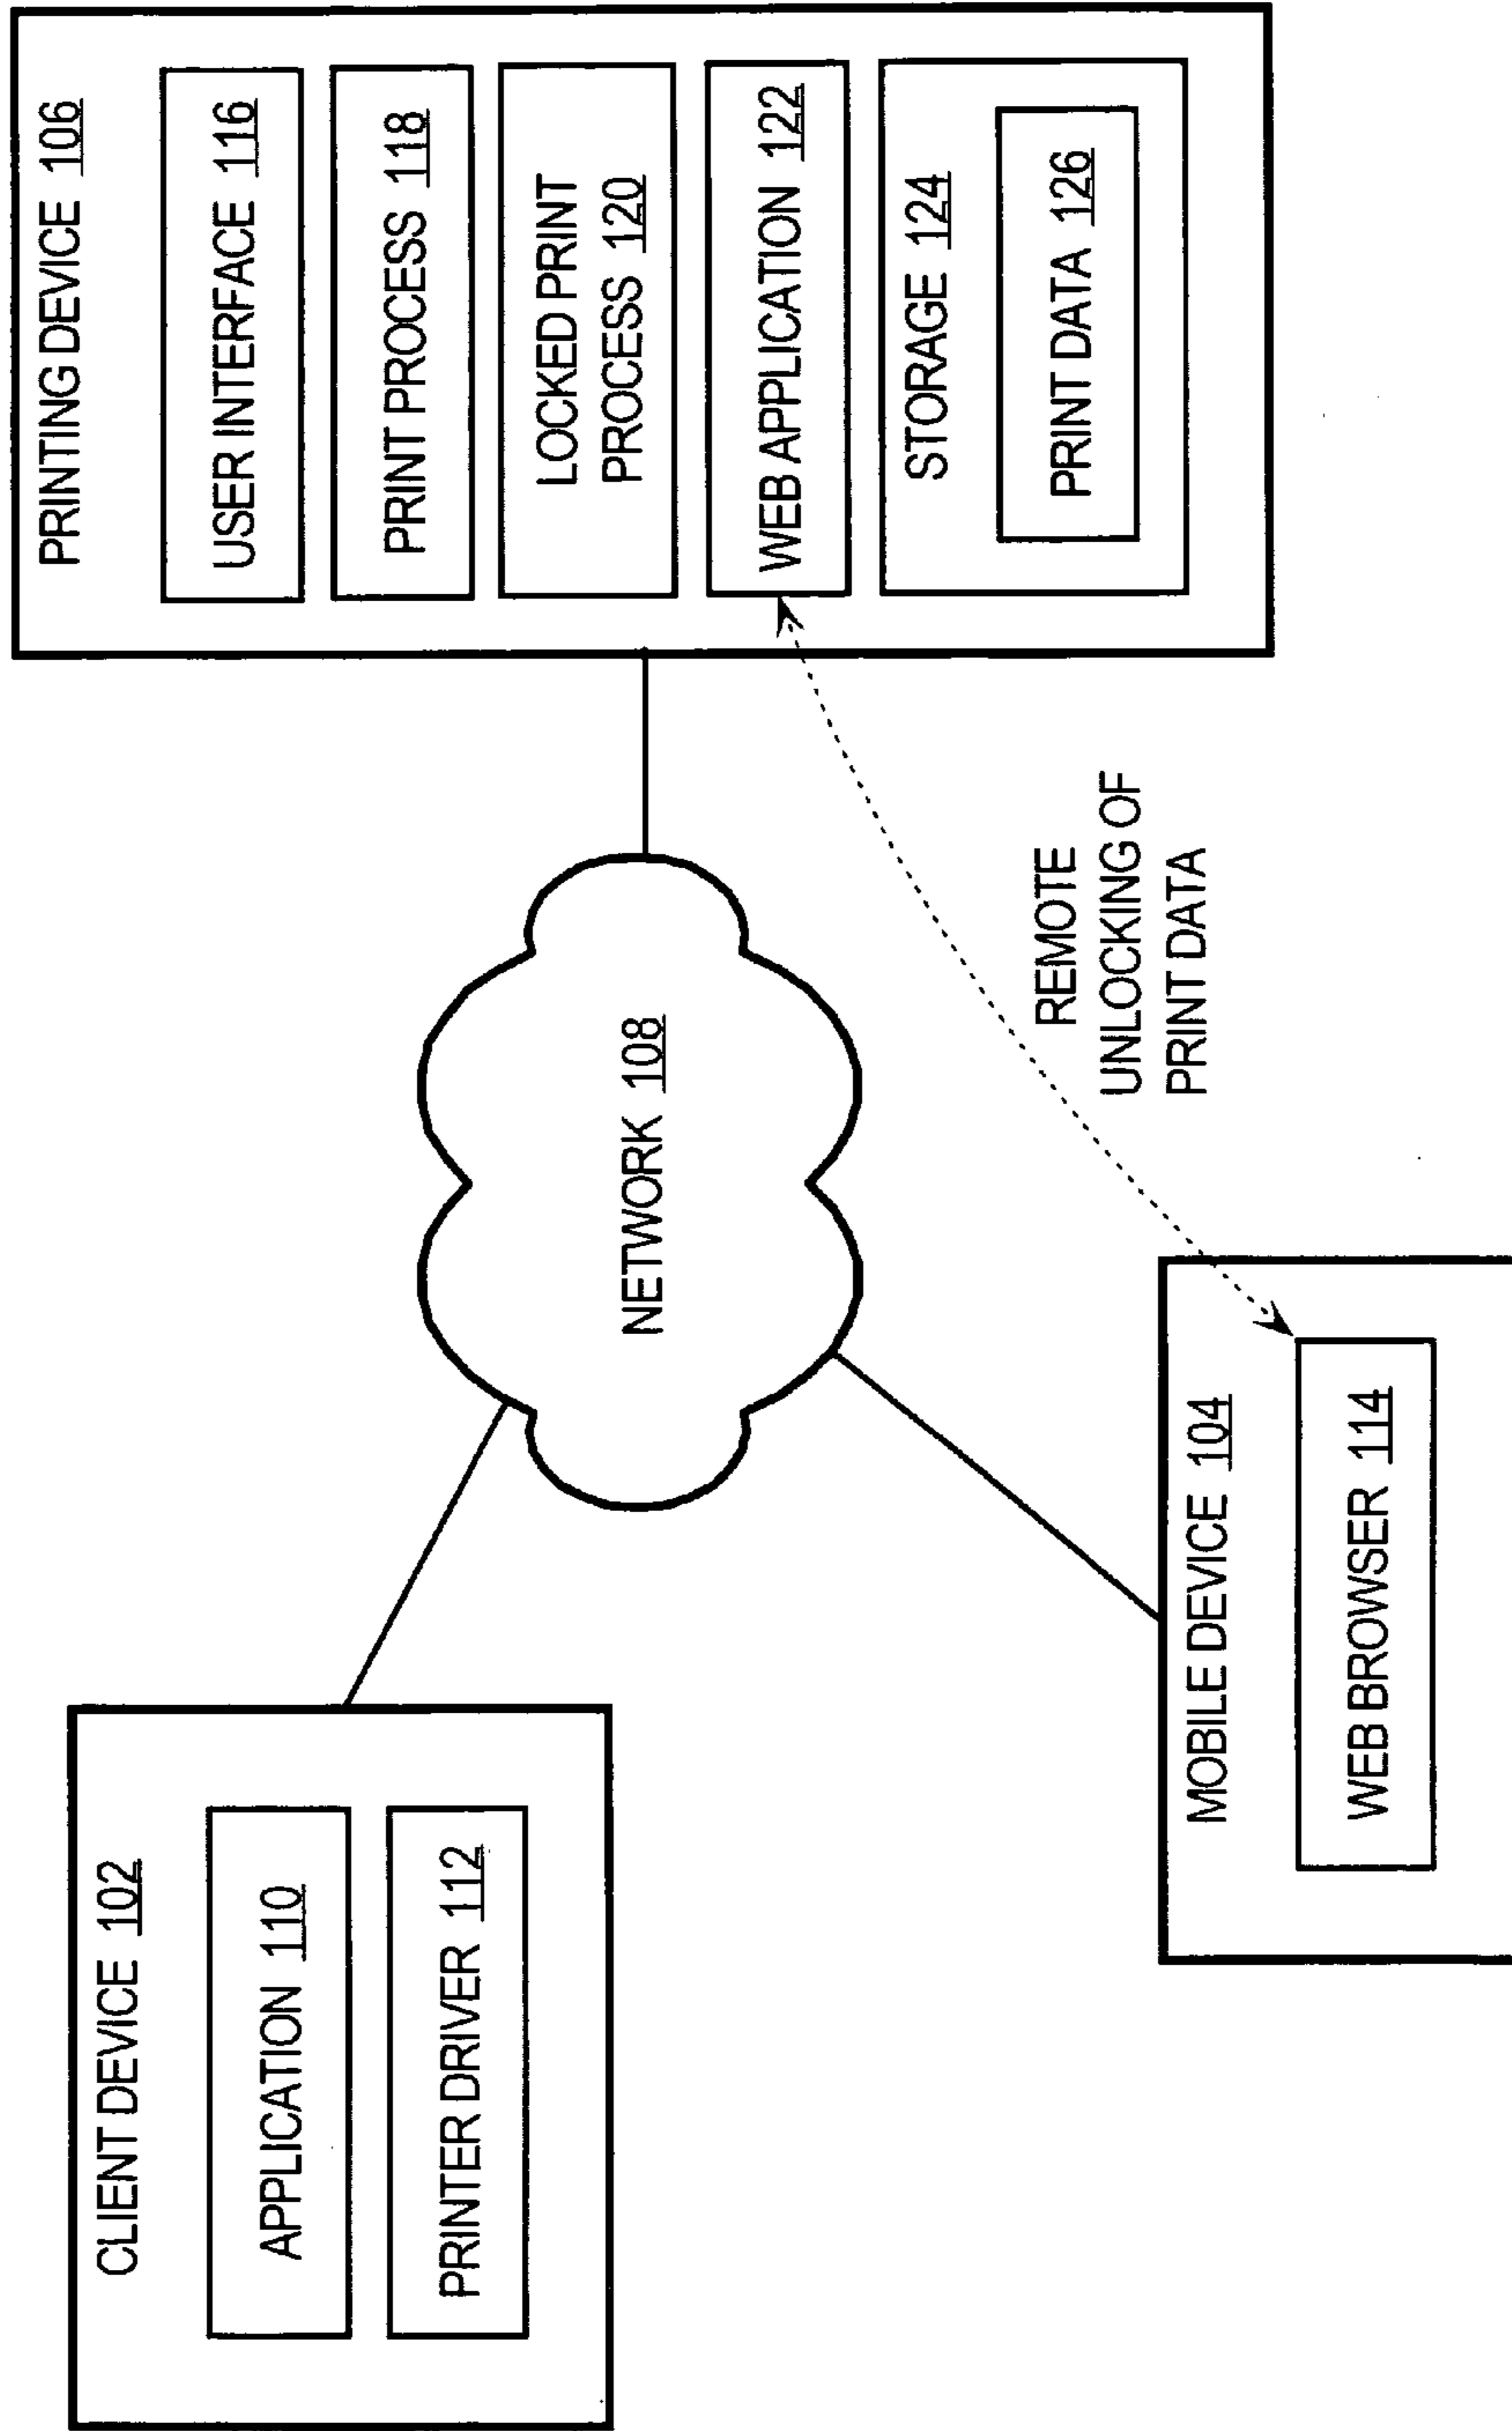 CLIENT DEVICE 102
APPLICATION 110
PRINTER DRIVER 112
NETWORK 108
MOBILE DEVICE 104
WEB BROWSER 114
REMOTE
UNLOCKING OF
PRINT DATA
PRINTING DEVICE 106
USER INTERFACE 116
PRINT PROCESS 118
LOCKED PRINT
PROCESS 120
WEB APPLICATION 122
STORAGE 124
PRINT DATA 126